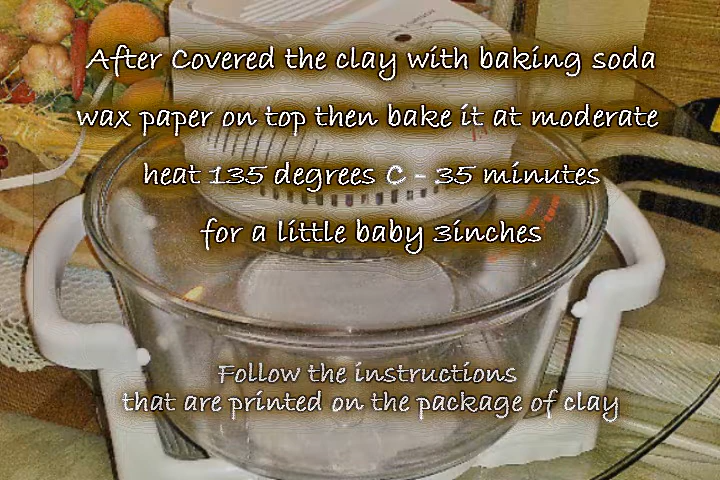 After Covered the clay with baking soda
wax paper on top then bake it at moderate
heat 135 degrees C - 35 minutes
for a little baby 3inches
Follow the instructions
that are printed on the package of clay